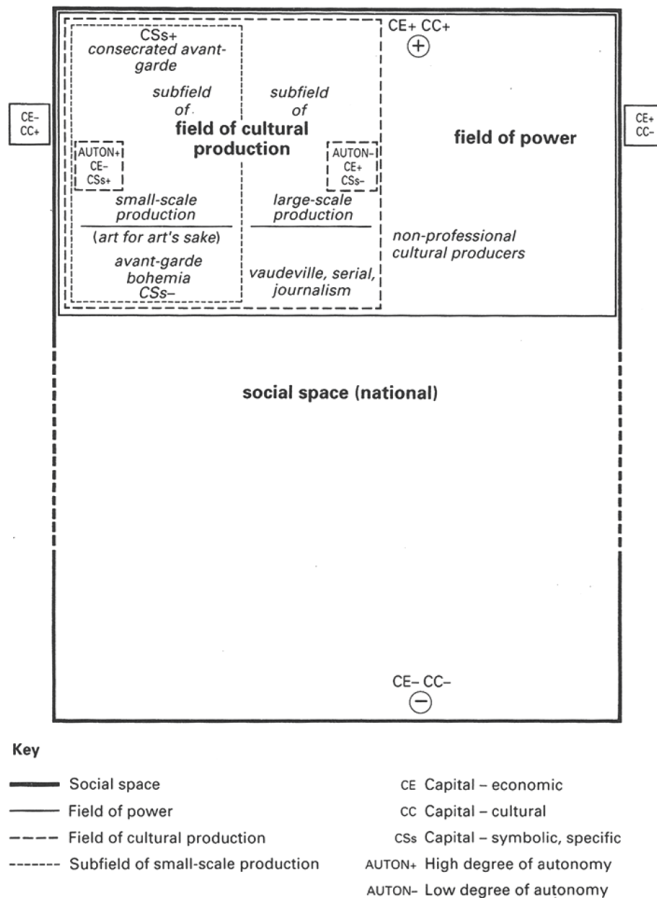 CE+ CC+
+
CSs+
consecrated avant-
garde
subfield
of
subfield
of
field of cultural
production
field of power
CE–
CC+
CE+
CC–
AUTON+
CE–
CSs+
AUTON–
CE+
CSs–
small-scale
production
(art for art's sake)
avant-garde
bohemia
CSs–
large-scale
production
vaudeville, serial,
journalism
non-professional
cultural producers
social space (national)
CE– CC–
–
Key
Social space
Field of power
Field of cultural production
Subfield of small-scale production
CE Capital – economic
CC Capital – cultural
CSs Capital – symbolic, specific
AUTON+ High degree of autonomy
AUTON– Low degree of autonomy